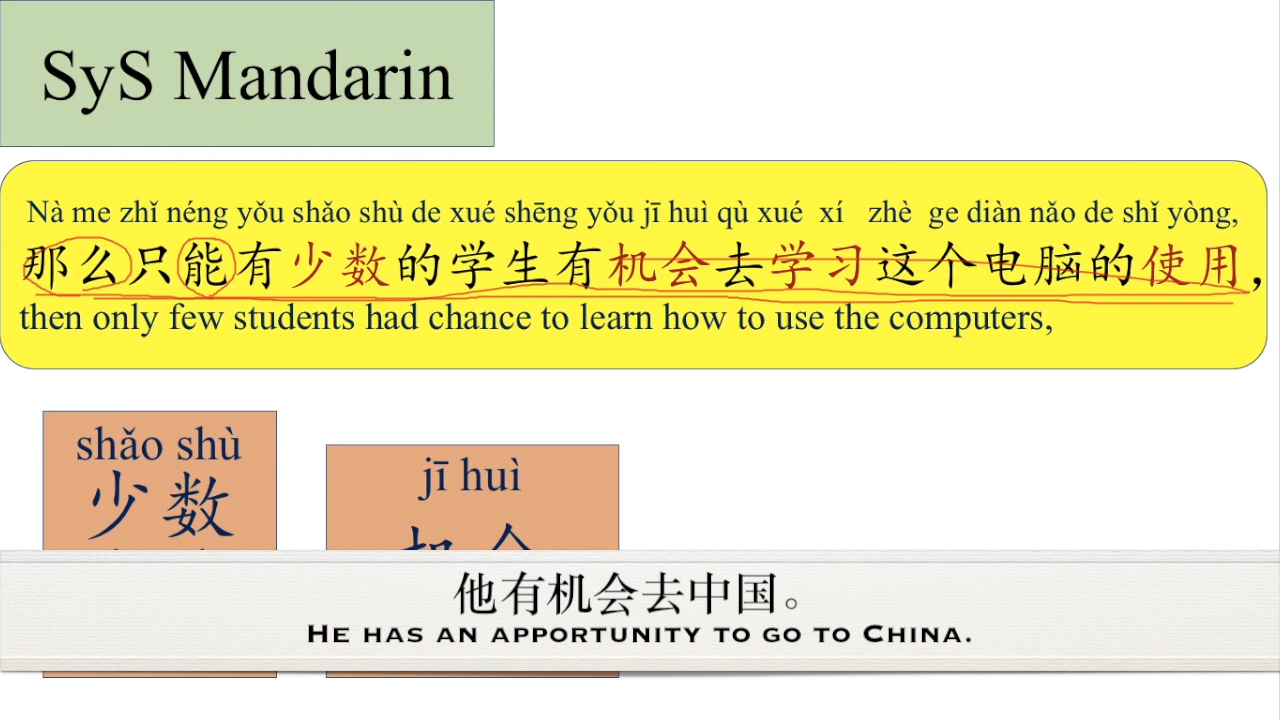 SyS Mandarin
Nà me zhǐ néng yǒu shǎo shù de xué shēng yǒu jī huì qù xué xí zhè ge diàn nǎo de shǐ yòng,
那么只能有少数的学生有机会去学习这个电脑的使用，
then only few students had chance to learn how to use the computers,
shǎo shù
少数
jī huì
机会
他有机会去中国。
HE HAS AN APPORTUNITY TO GO TO CHINA.